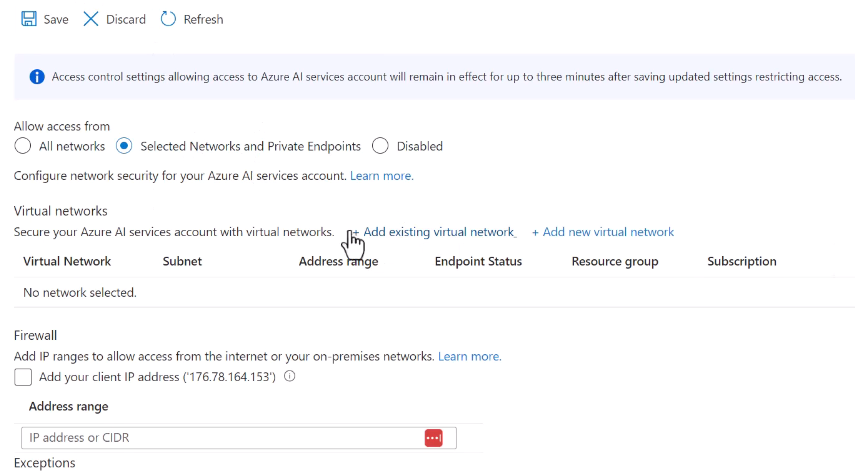 Save Discard Refresh
Access control settings allowing access to Azure AI services account will remain in effect for up to three minutes after saving updated settings restricting access.
Allow access from
All networks Selected Networks and Private Endpoints Disabled
Configure network security for your Azure AI services account. Learn more.
Virtual networks
Secure your Azure AI services account with virtual networks. + Add existing virtual network + Add new virtual network
Virtual Network Subnet Address range Endpoint Status Resource group Subscription
No network selected.
Firewall
Add IP ranges to allow access from the internet or your on-premises networks. Learn more.
Add your client IP address ('176.78.164.153')
Address range
IP address or CIDR
Exceptions